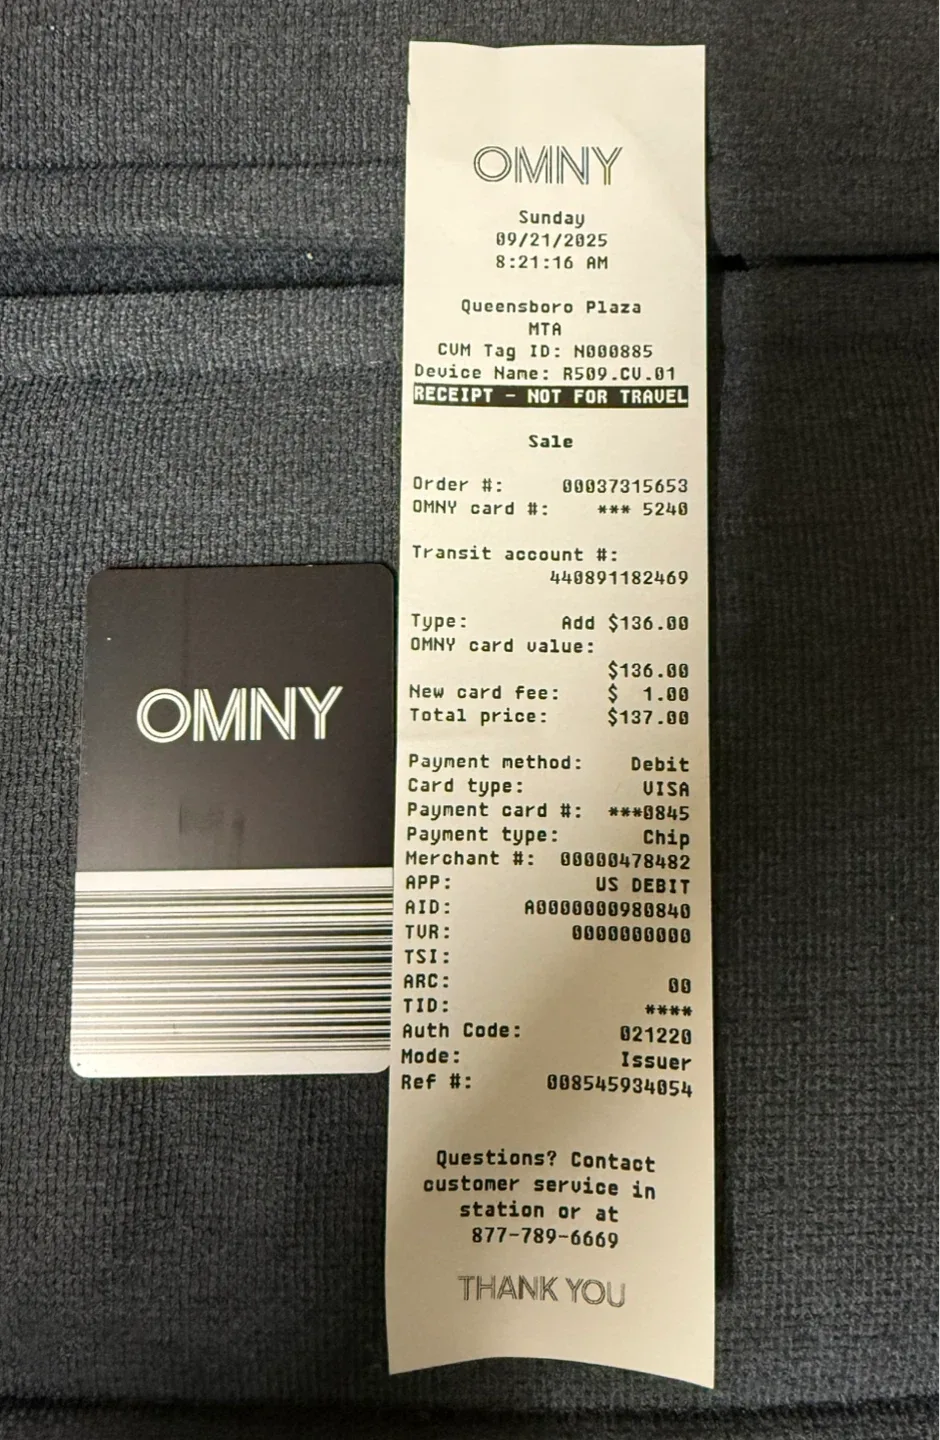 OMNY
Sunday
09/21/2025
8:21:16 AM
Queensboro Plaza
MTA
CVM Tag ID: N000885
Device Name: R509.CV.01
RECEIPT - NOT FOR TRAVEL
Sale
Order #: 00037315653
OMNY card #: *** 5240
Transit account #:
440891182469
Type: Add $136.00
OMNY card value:
$136.00
New card fee: $ 1.00
Total price: $137.00
Payment method: Debit
Card type: VISA
Payment card #: ***0845
Payment type: Chip
Merchant #: 00000478482
APP: US DEBIT
AID: A0000000980840
TVR: 0000000000
TSI:
ARC: 00
TID: ****
Auth Code: 021220
Mode: Issuer
Ref #: 008545934054
Questions? Contact
customer service in
station or at
877-789-6669
THANK YOU
OMNY